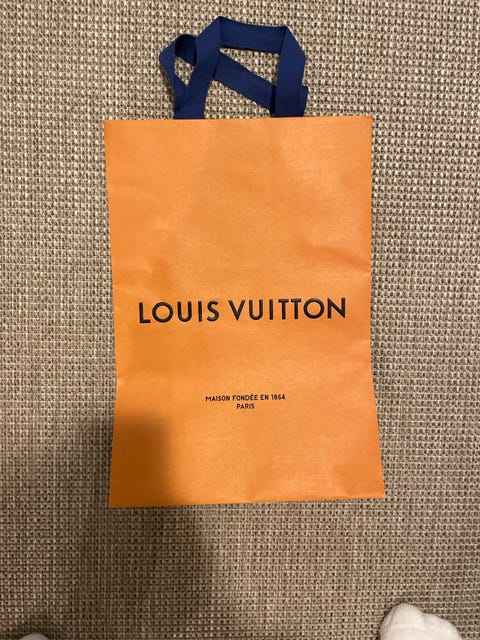 LOUIS VUITTON
MAISON FONDÉE EN 1854
PARIS